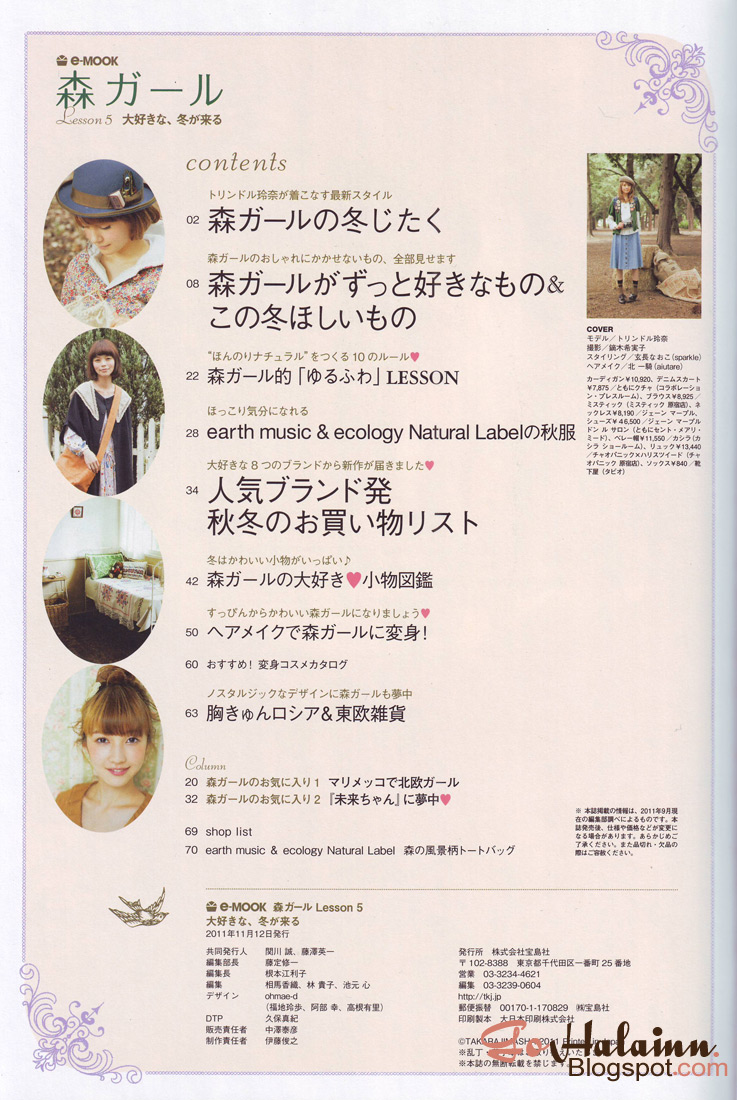 e-MOOK
森ガール
Lesson 5 大好きな、冬が来る
contents
トリンドル玲奈が着こなす最新スタイル
02 森ガールの冬じたく
森ガールのおしゃれにかかせないもの、全部見せます
08 森ガールがずっと好きなもの&
この冬ほしいもの
“ほんのりナチュラル”をつくる10のルール♥
22 森ガール的「ゆるふわ」LESSON
ほっこり気分になれる
28 earth music & ecology Natural Labelの秋服
大好きな8つのブランドから新作が届きました♥
34 人気ブランド発
秋冬のお買い物リスト
冬はかわいい小物がいっぱい♪
42 森ガールの大好き♥小物図鑑
すっぴんからかわいい森ガールになりましょう♥
50 ヘアメイクで森ガールに変身!
60 おすすめ! 変身コスメカタログ
ノスタルジックなデザインに森ガールも夢中
63 胸きゅんロシア&東欧雑貨
Column
20 森ガールのお気に入り1 マリメッコで北欧ガール
32 森ガールのお気に入り2 『未来ちゃん』に夢中♥
69 shop list
70 earth music & ecology Natural Label 森の風景柄トートバッグ
COVER
モデル/トリンドル玲奈
撮影/鏑木希実子
スタイリング/玄長なおこ(sparkle)
ヘアメイク/北 一騎(aiutare)
カーディガン¥10,920、デニムスカート
¥7,875/ともにクチャ(コラボレーショ
ン・プレスルーム)、ブラウス¥8,925/
ミスティック(ミスティック 原宿店)、ネ
ックレス¥8,190/ジェーン マープル、
シューズ¥46,500/ジェーン マープル
ドン ル サロン(ともにセント・メアリ
ミード)、ベレー帽¥11,550/カシラ(カ
シラ ショールーム)、リュック¥13,440
/チャオパニック×ハリスツイード(チャ
オパニック 原宿店)、ソックス¥840/靴
下屋(タビオ)
※ 本誌掲載の情報は、2011年9月現
在の編集部調べによるものです。本
誌発売後、仕様や価格などが変更に
なる場合があります。あらかじめご
了承ください。また品切れ・欠品の
際はご容赦ください。
e-MOOK 森ガール Lesson 5
大好きな、冬が来る
2011年11月12日発行
共同発行人 関川 誠、藤澤英一
編集部長 藤定修一
編集長 根本江利子
編集 相馬香織、林 貴子、池元 心
デザイン ohmae-d
(福地玲歩、阿部 幸、高槻有里)
DTP 久保真紀
販売責任者 中澤泰彦
制作責任者 伊藤俊之
発行所 株式会社宝島社
〒102-8388 東京都千代田区一番町25番地
営業 03-3234-4621
編集 03-3239-0604
http://tkj.jp
郵便振替 00170-1-170829 ㈱宝島社
印刷製本 大日本印刷株式会社
©TAKARAJIMASHA 2011 Printed in Japan
※乱丁・
※本誌の無断転載を禁じます。
Halainn.
Blogspot.com